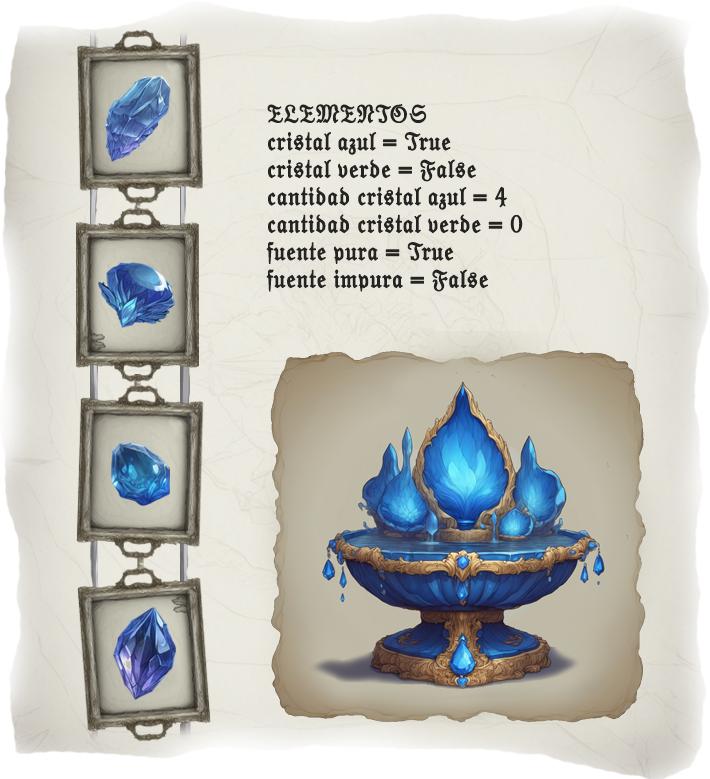 ELEMENTOS
cristal azul = True
cristal verde = False
cantidad cristal azul = 4
cantidad cristal verde = 0
fuente pura = True
fuente impura = False